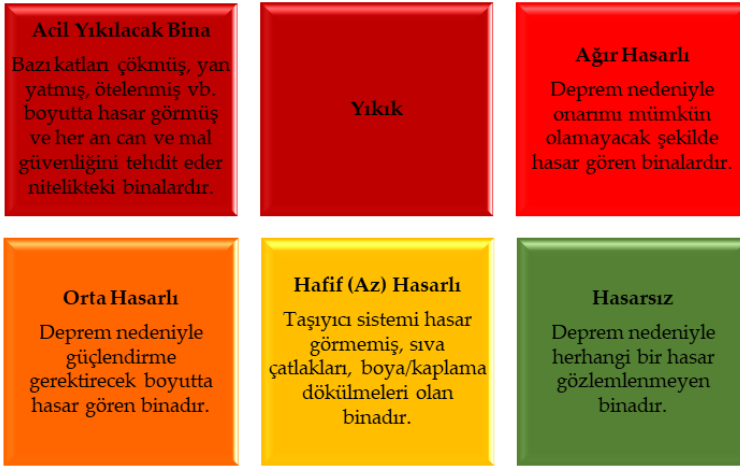 Acil Yıkılacak Bina
Bazı katları çökmüş, yan
yatmış, ötelenmiş vb.
boyutta hasar görmüş
ve her an can ve mal
güvenliğini tehdit eder
nitelikteki binalardır.
Yıkık
Ağır Hasarlı
Deprem nedeniyle
onarımı mümkün
olamayacak şekilde
hasar gören binalardır.
Orta Hasarlı
Deprem nedeniyle
güçlendirme
gerektirecek boyutta
hasar gören binadır.
Hafif (Az) Hasarlı
Taşıyıcı sistemi hasar
görmemiş, sıva
çatlakları, boya/kaplama
dökülmeleri olan
binadır.
Hasarsız
Deprem nedeniyle
herhangi bir hasar
gözlemlenmeyen
binadır.